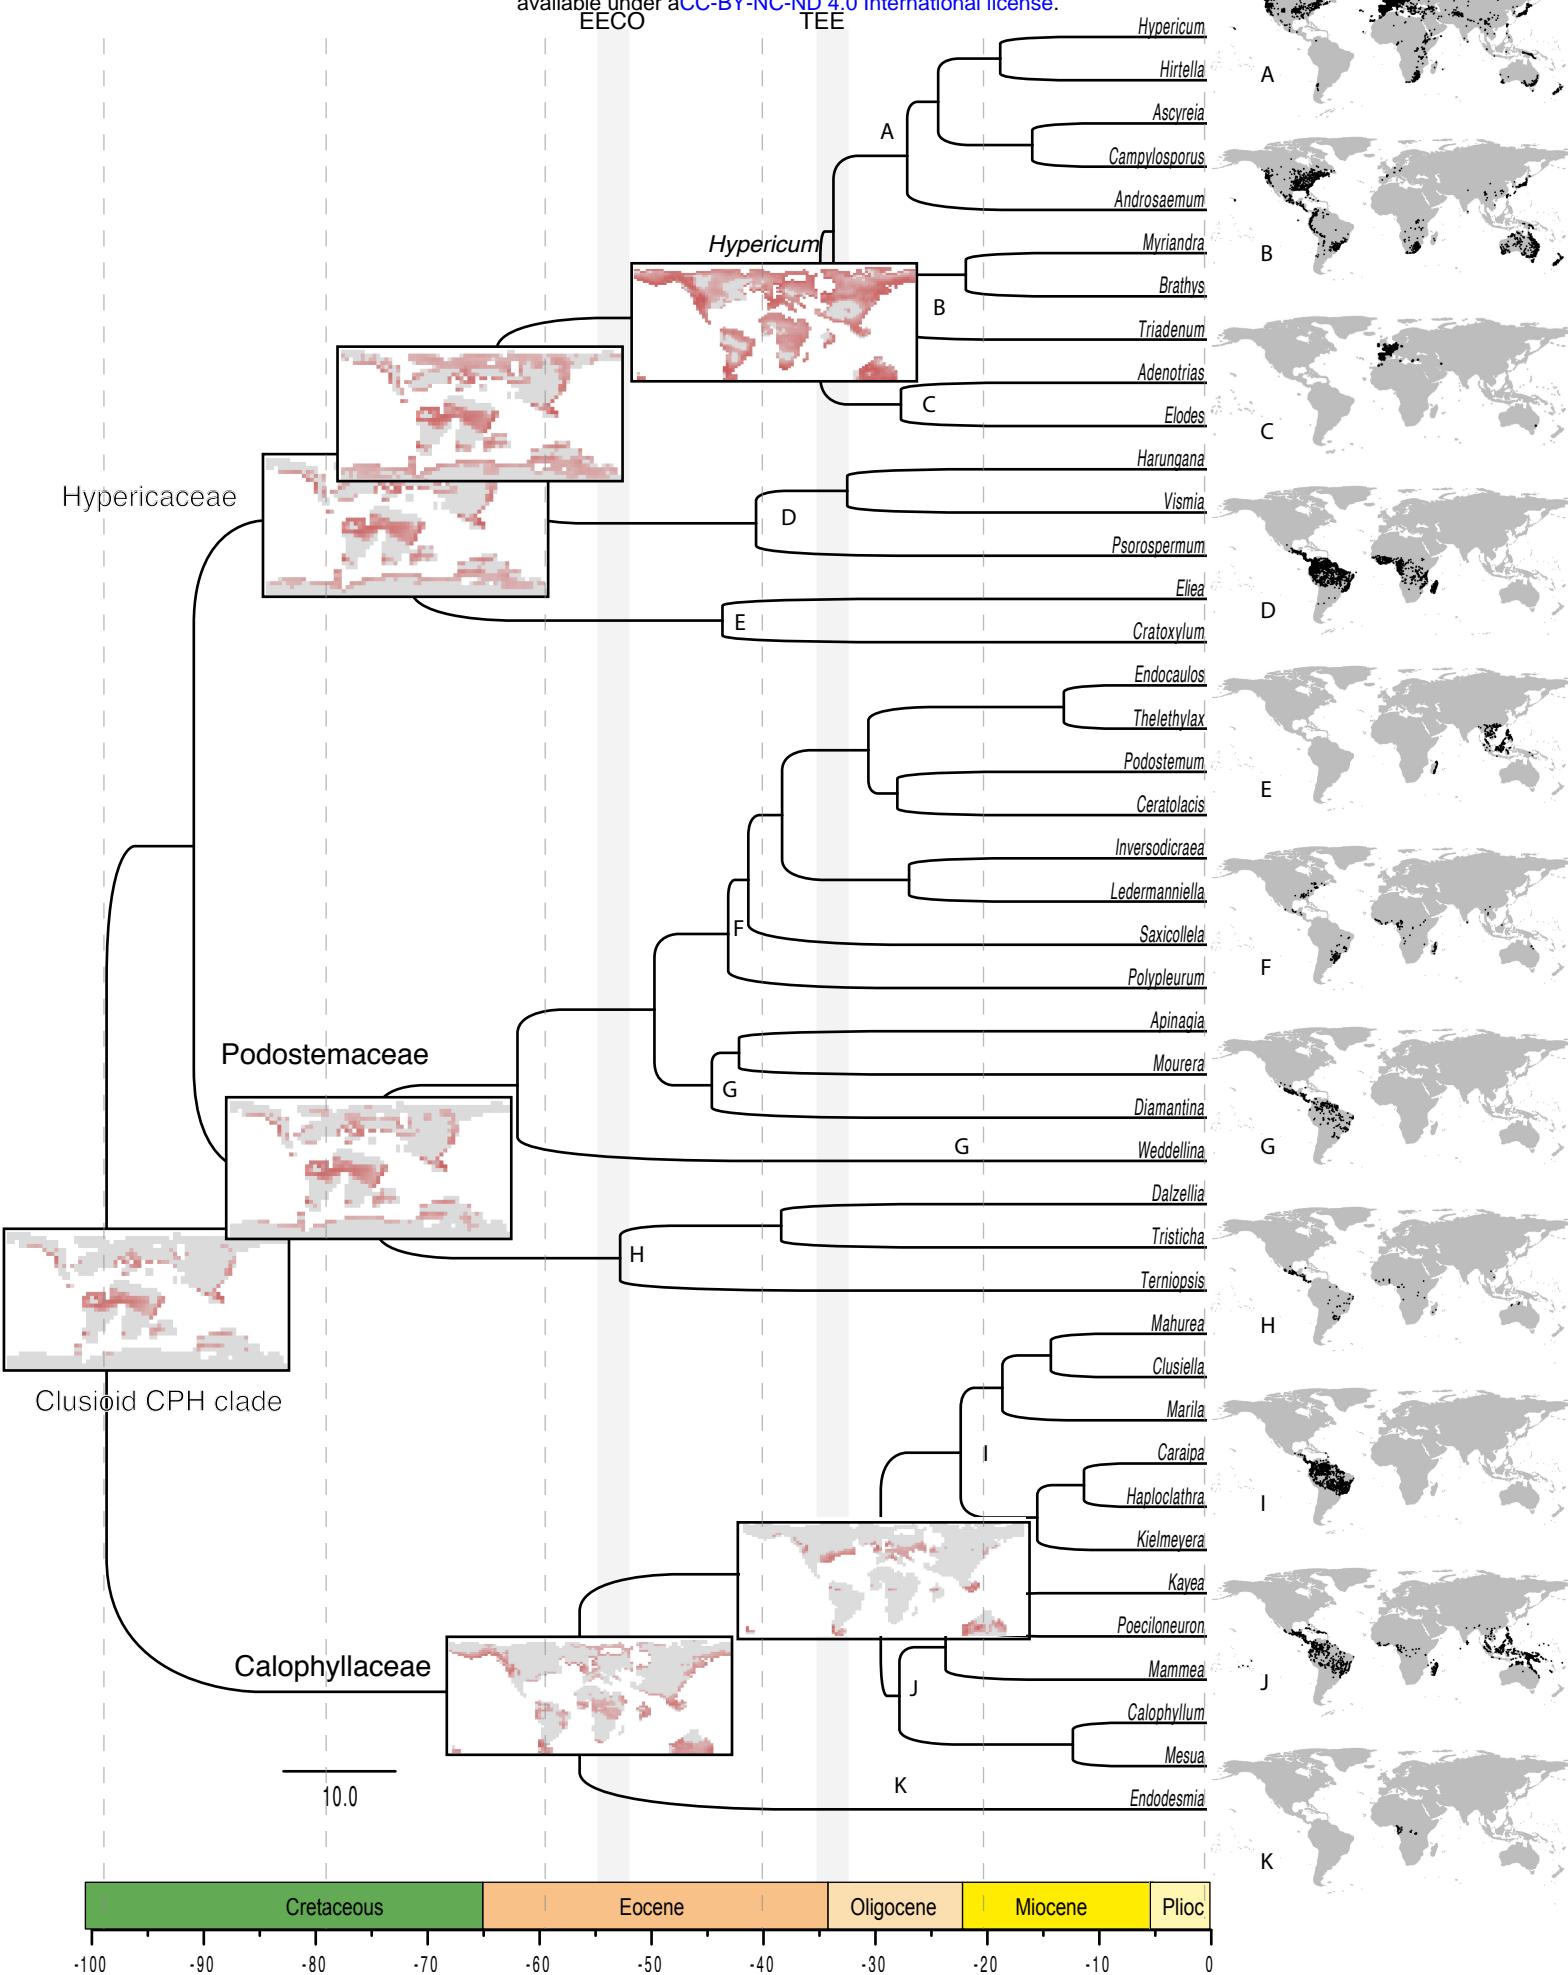 available under aCC-BY-NC-ND 4.0 International license.
EECO
TEE
Hypericum
Hirtella
A
A
Ascyreia
Campylosporus
Androsaemum
Hypericum
Myriandra
B
Brathys
B
Triadenum
Adenotrias
C
Elodes
C
Harungana
Hypericaceae
Vismia
D
Psorospermum
Eliea
D
E
Cratoxylum
Endocaulos
Thelethylax
Podostemum
E
Ceratolacis
Inversodicraea
Ledermanniella
F
Saxicollela
F
Polypleurum
Apinagia
Podostemaceae
Mourera
G
Diamantina
G
Weddellina
G
Dalzellia
Tristicha
H
Terniopsis
Mahurea
H
Clusiella
Clusioid CPH clade
Marila
I
Caraipa
Haploclathra
I
Kielmeyera
Kayea
Poeciloneuron
Calophyllaceae
Mammea
J
J
Calophyllum
Mesua
K
10.0
Endodesmia
K
Cretaceous
Eocene
Oligocene
Miocene
Plioc
-100
-90
-80
-70
-60
-50
-40
-30
-20
-10
0